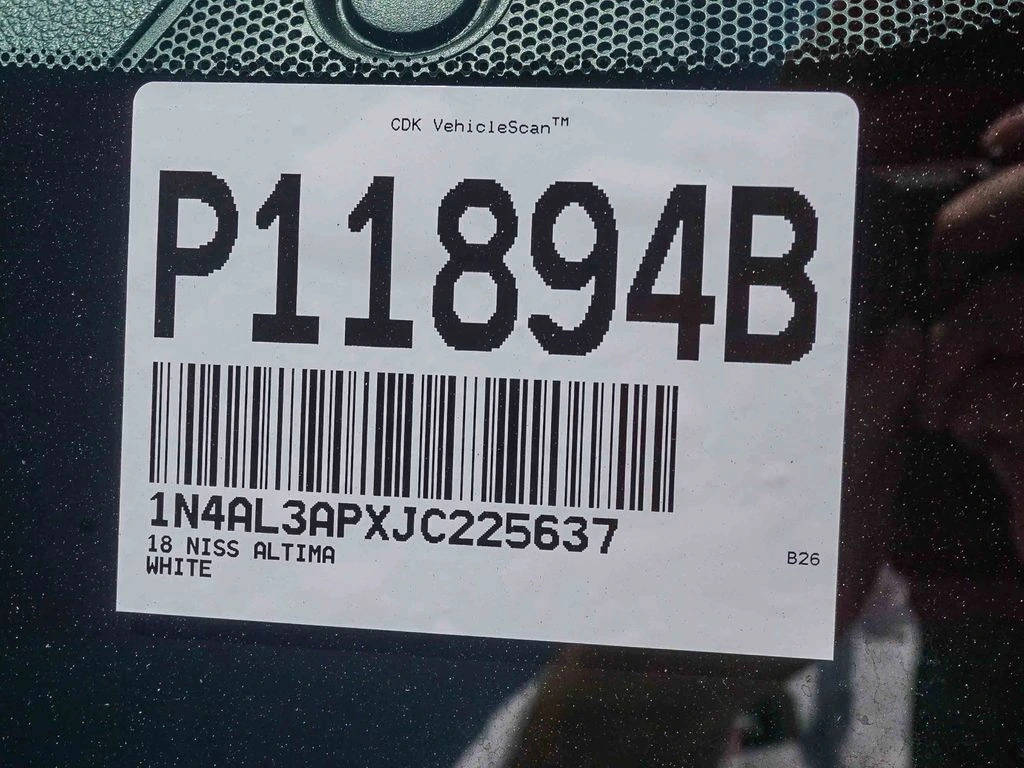 CDK VehicleScan™
P11894B
1N4AL3APXJC225637
18 NISS ALTIMA
WHITE
B26